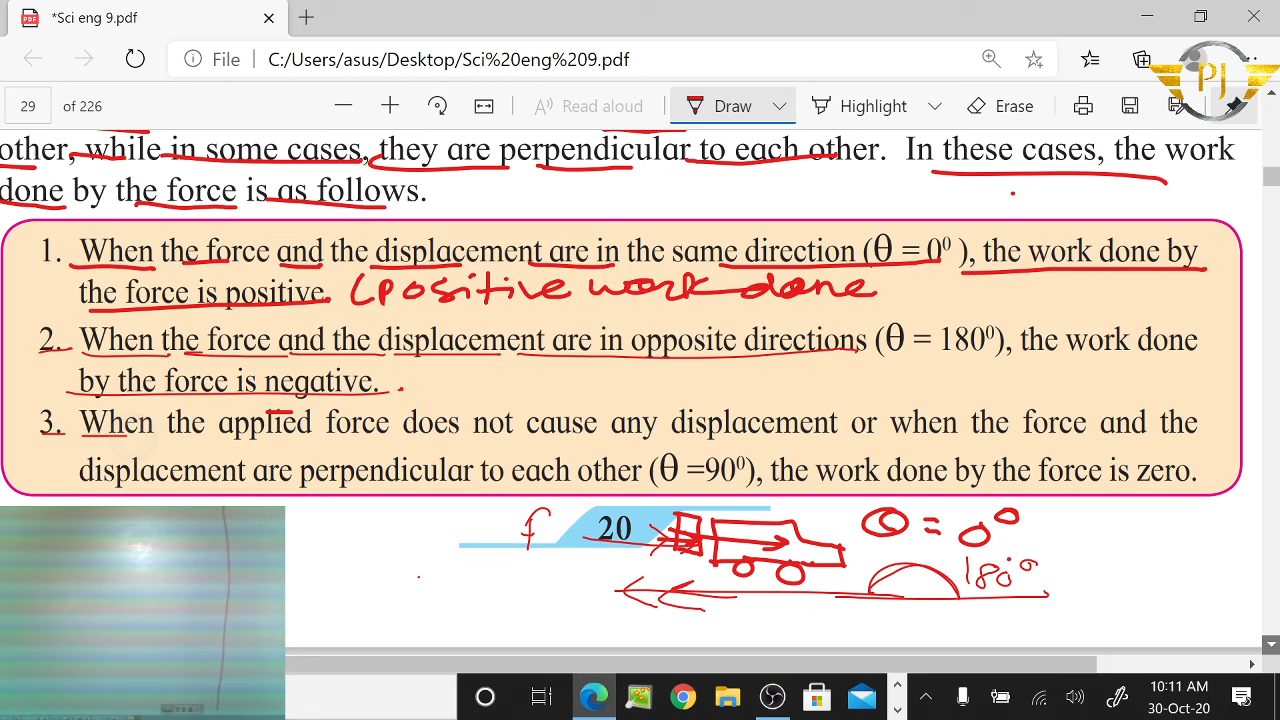 *Sci eng 9.pdf
File C:/Users/asus/Desktop/Sci%20eng%209.pdf
29 of 226 Read aloud Draw Highlight Erase
PJ
other, while in some cases, they are perpendicular to each other. In these cases, the work
done by the force is as follows.
1. When the force and the displacement are in the same direction (θ = 0⁰ ), the work done by
the force is positive. (positive work done
2. When the force and the displacement are in opposite directions (θ = 180⁰), the work done
by the force is negative.
3. When the applied force does not cause any displacement or when the force and the
displacement are perpendicular to each other (θ =90⁰), the work done by the force is zero.
f 20 θ = 0°
180°
10:11 AM
30-Oct-20